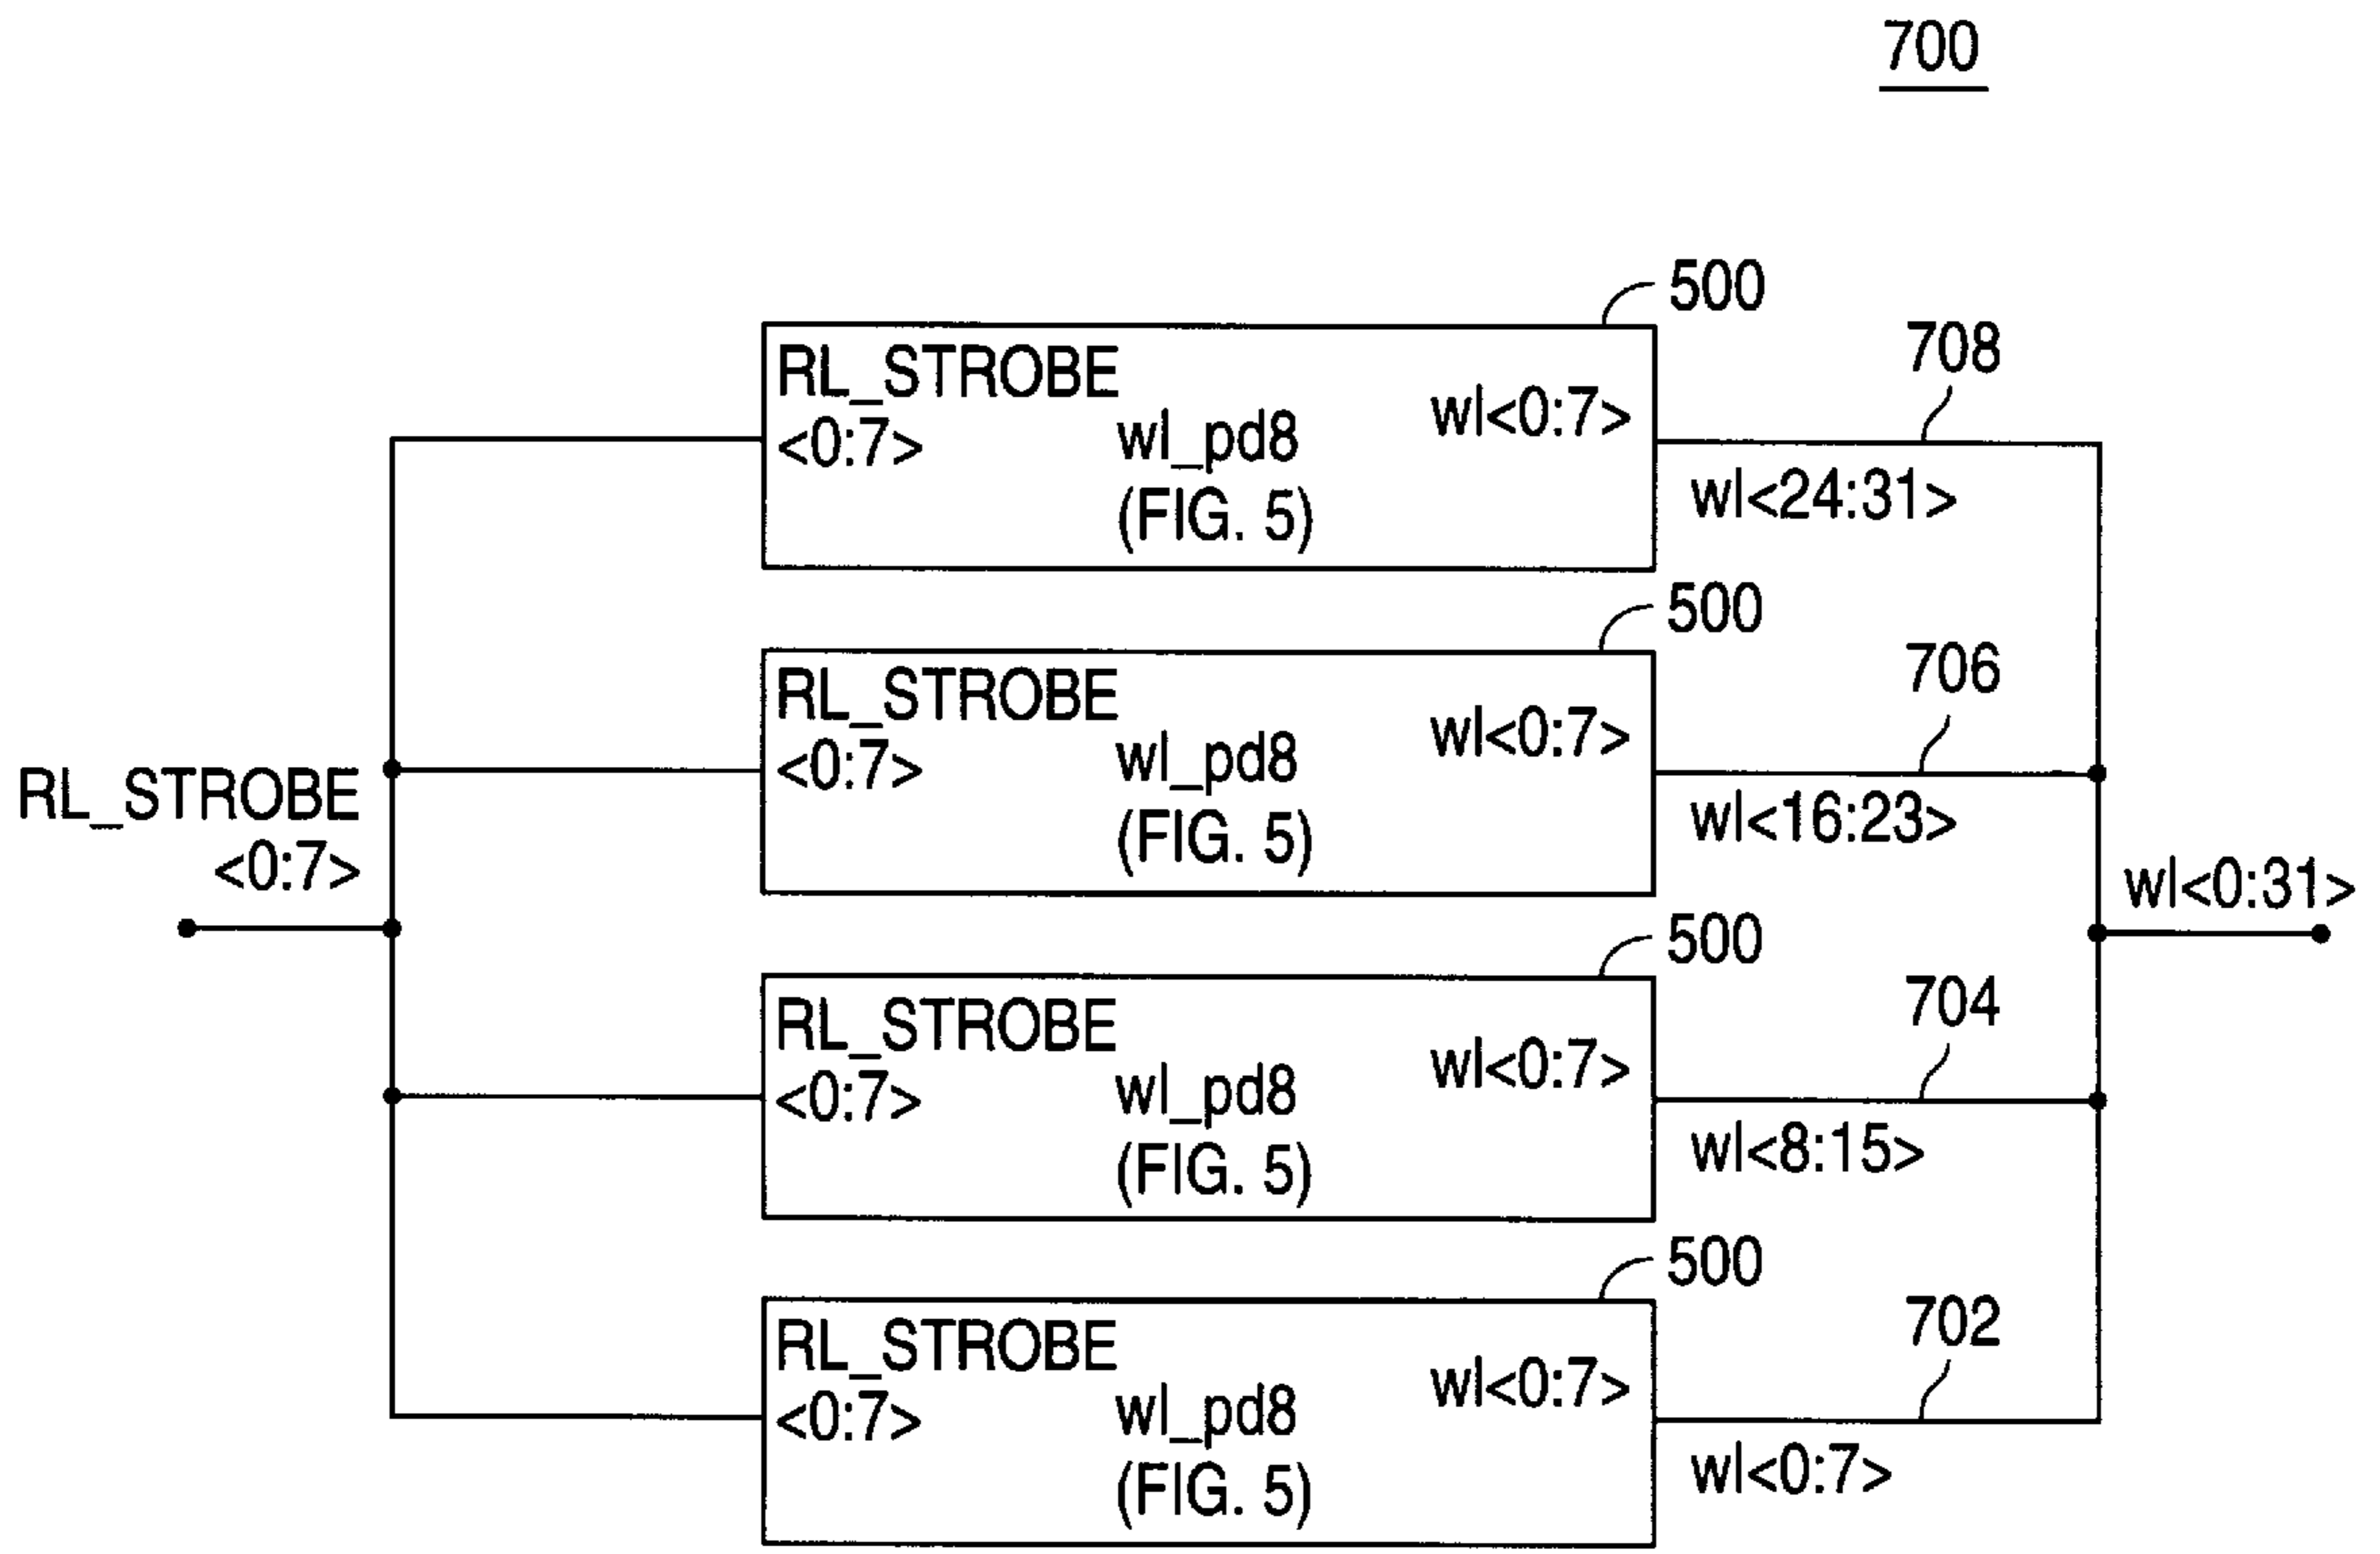 700
500
RL_STROBE
<0:7>
wl_pd8
(FIG. 5)
wl<0:7>
708
wl<24:31>
500
RL_STROBE
<0:7>
wl_pd8
(FIG. 5)
wl<0:7>
706
wl<16:23>
RL_STROBE
<0:7>
wl<0:31>
500
RL_STROBE
<0:7>
wl_pd8
(FIG. 5)
wl<0:7>
704
wl<8:15>
500
RL_STROBE
<0:7>
wl_pd8
(FIG. 5)
wl<0:7>
702
wl<0:7>